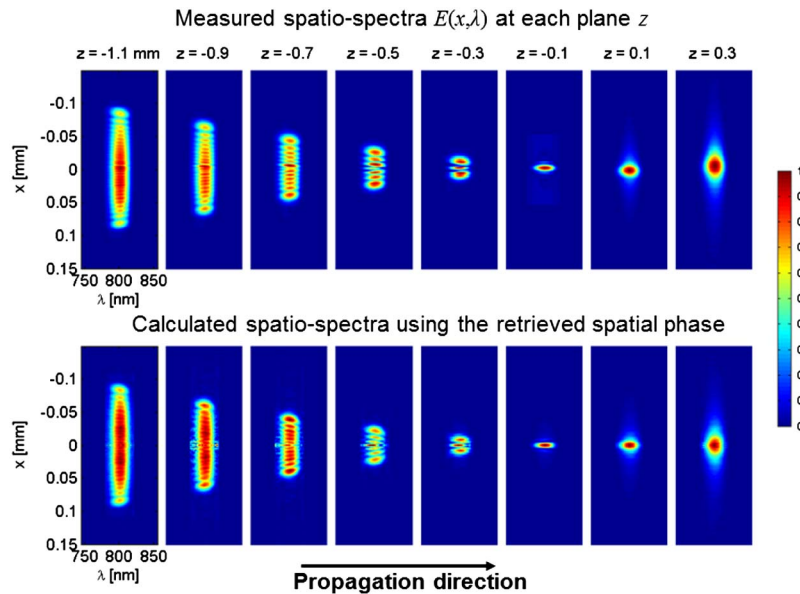 Measured spatio-spectra E(x,λ) at each plane z
z = -1.1 mm z = -0.9 z = -0.7 z = -0.5 z = -0.3 z = -0.1 z = 0.1 z = 0.3
-0.1
-0.05
0
0.05
0.1
0.15
x [mm]
750 800 850
λ [nm]
1
Calculated spatio-spectra using the retrieved spatial phase
-0.1
-0.05
0
0.05
0.1
0.15
x [mm]
750 800 850
λ [nm]
Propagation direction